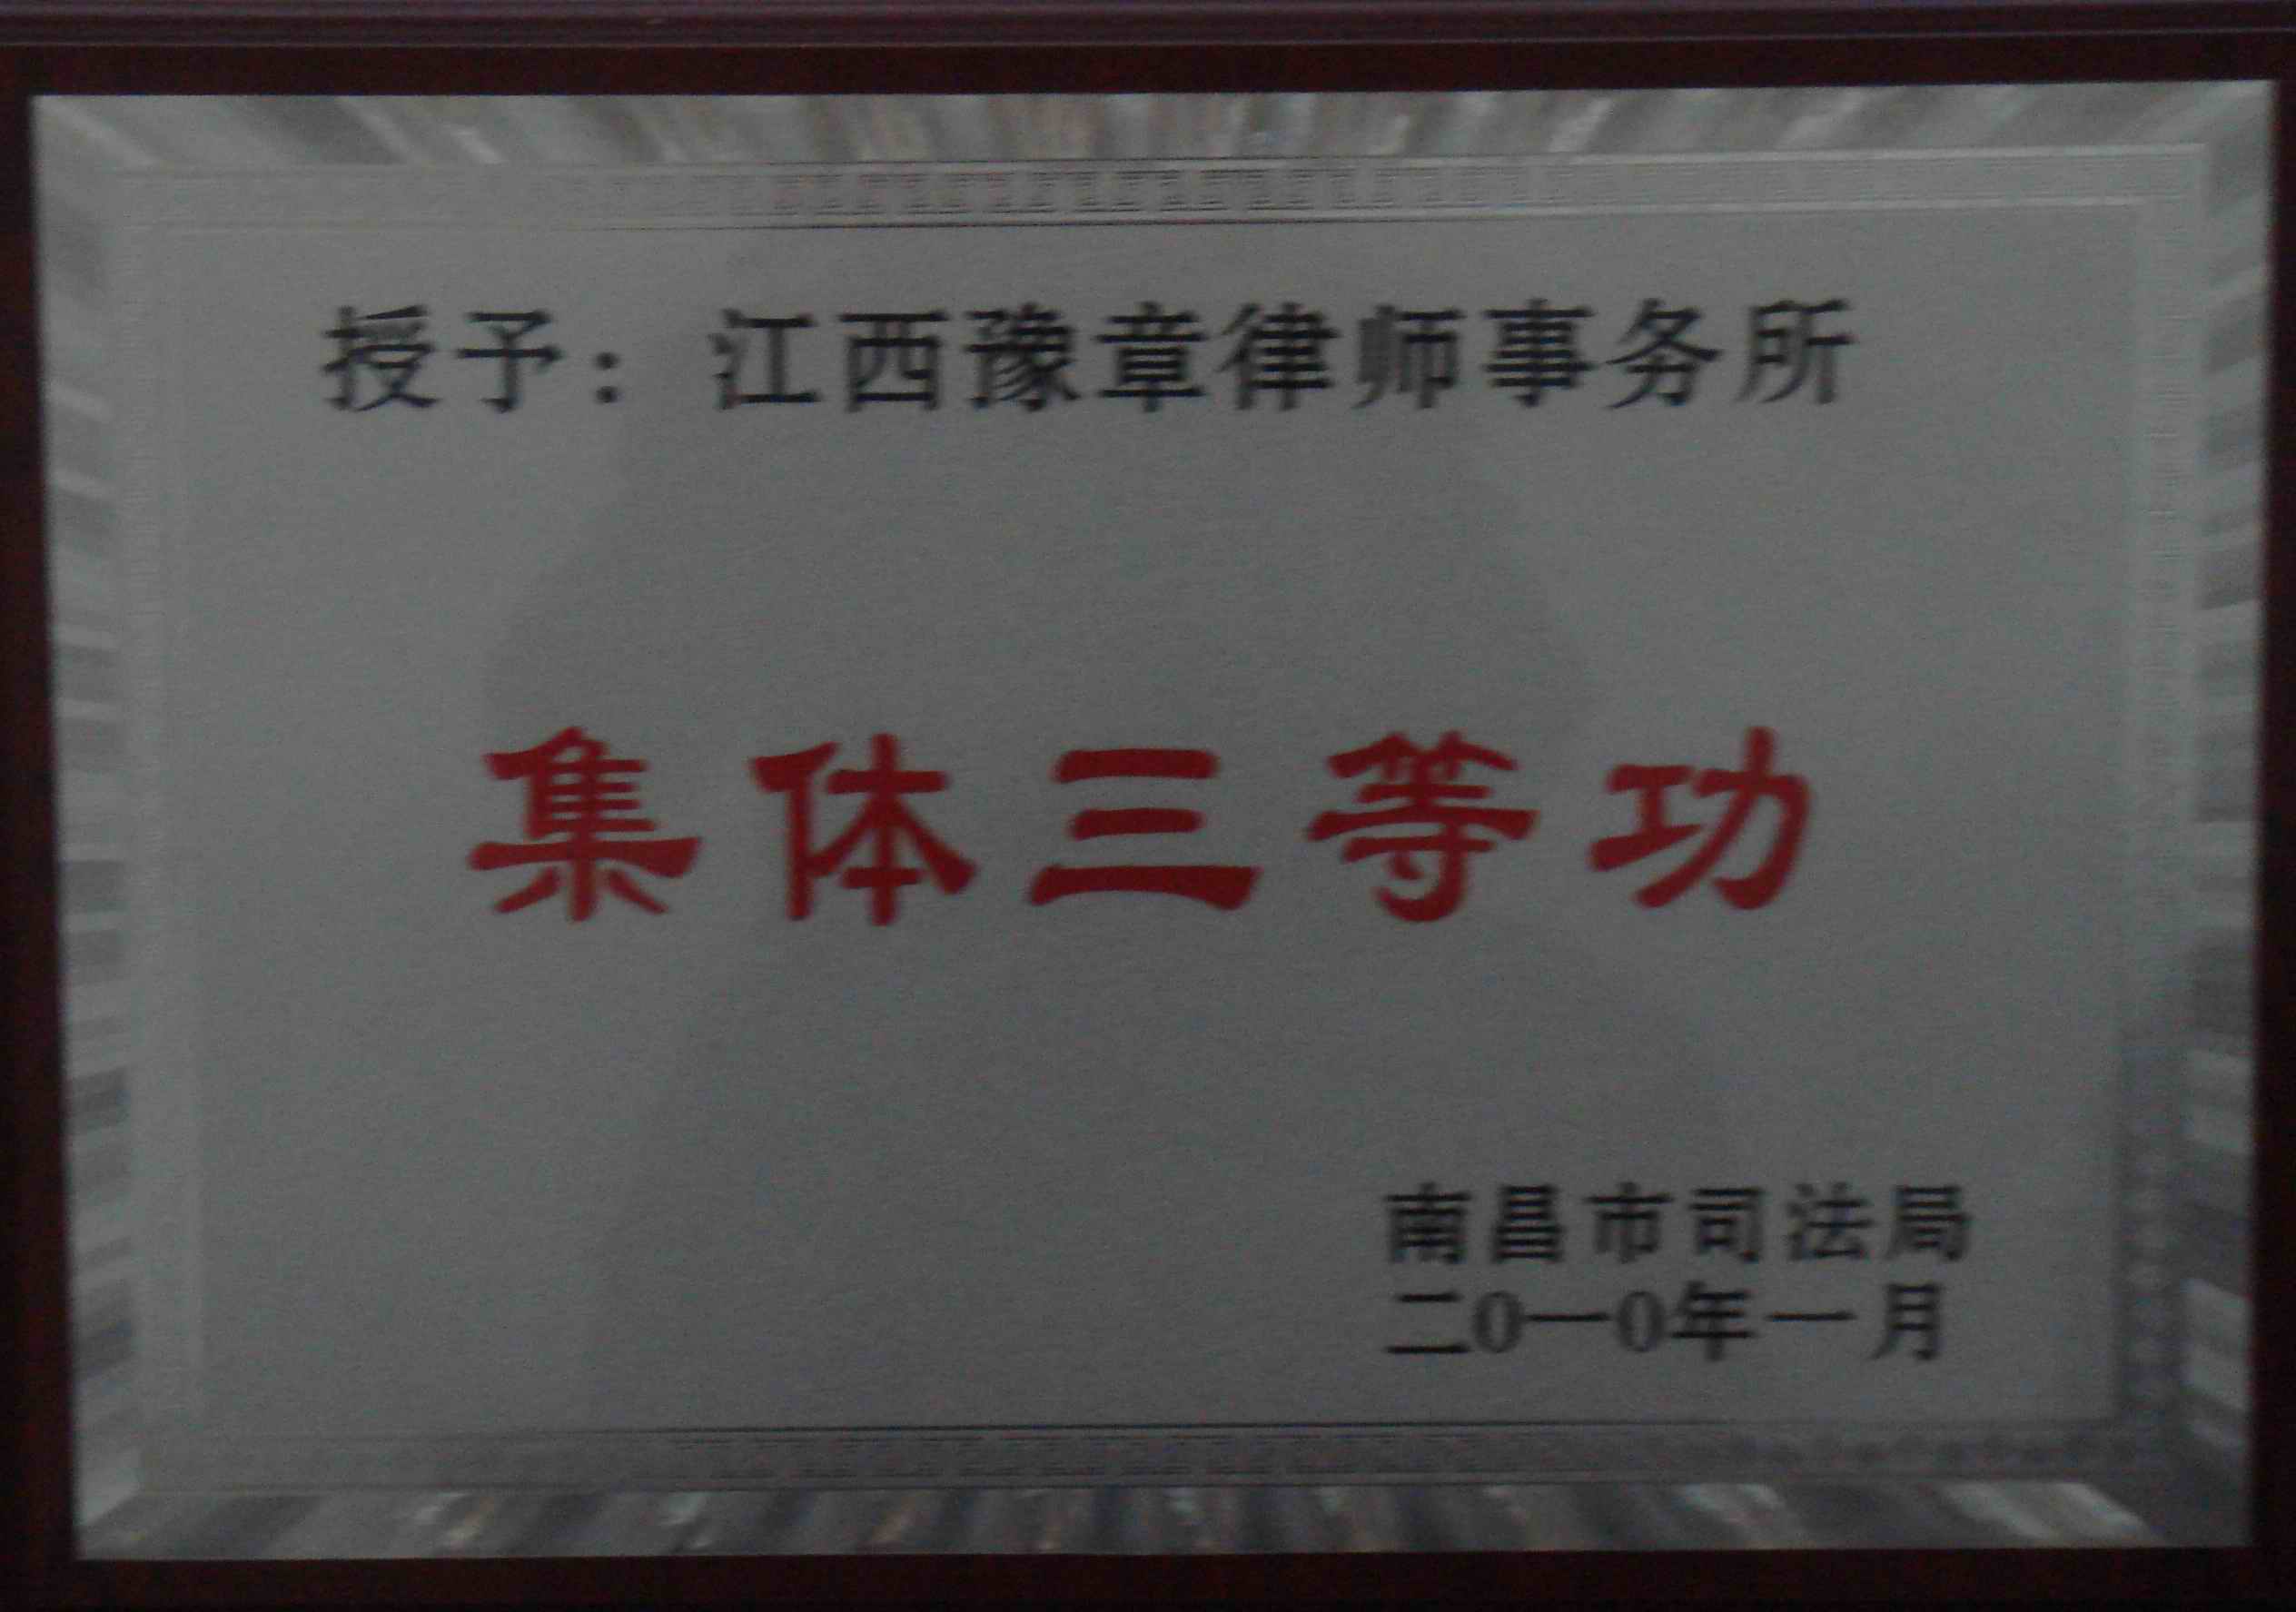 授予：江西豫章律师事务所
集体三等功
南昌市司法局
二0一0年一月